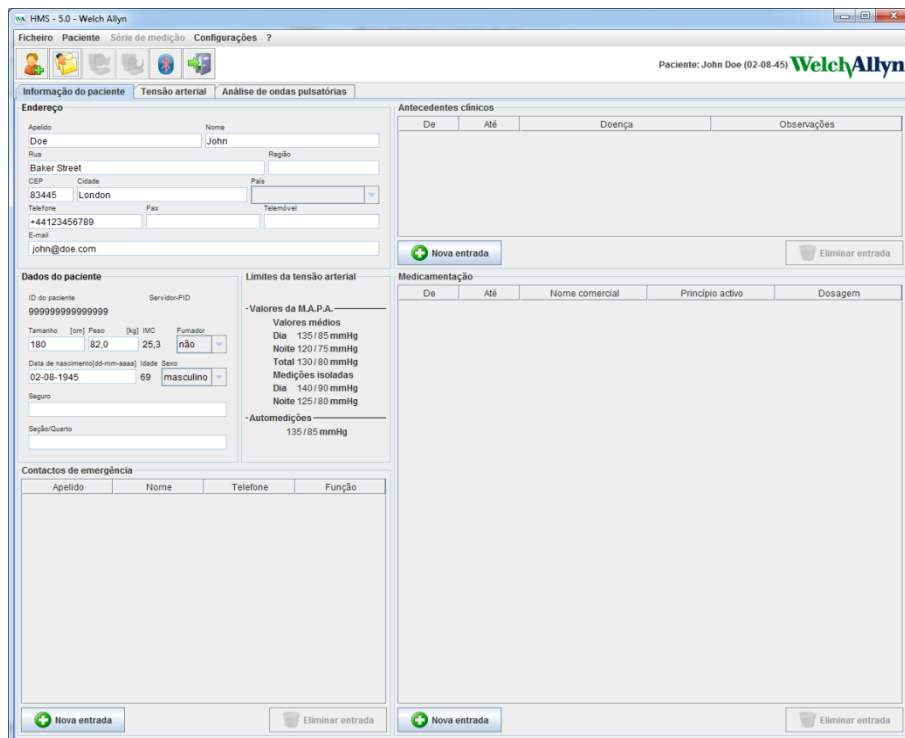 HMS - 5.0 - Welch Allyn
Ficheiro Paciente Série de medição Configurações ?
Paciente: John Doe (02-08-45) WelchAllyn
Informação do paciente Tensão arterial Análise de ondas pulsatórias
Endereço
Apelido Nome
Doe John
Rua Região
Baker Street
CEP Cidade País
83445 London
Telefone Fax Telemóvel
+44123456789
E-mail
john@doe.com
Antecedentes clínicos
De Até Doença Observações
Nova entrada Eliminar entrada
Dados do paciente
ID do paciente Servidor-PID
99999999999999
Tamanho [cm] Peso [kg] IMC Fumador
180 82,0 25,3 não
Data de nascimento[dd-mm-aaaa] Idade Sexo
02-08-1945 69 masculino
Seguro
Seção/Quarto
Limites da tensão arterial
Valores da M.A.P.A.
Valores médios
Dia 135/85 mmHg
Noite 120/75 mmHg
Total 130/80 mmHg
Medições isoladas
Dia 140/90 mmHg
Noite 125/80 mmHg
Automedições
135/85 mmHg
Medicamentação
De Até Nome comercial Princípio activo Dosagem
Contactos de emergência
Apelido Nome Telefone Função
Nova entrada Eliminar entrada
Nova entrada Eliminar entrada